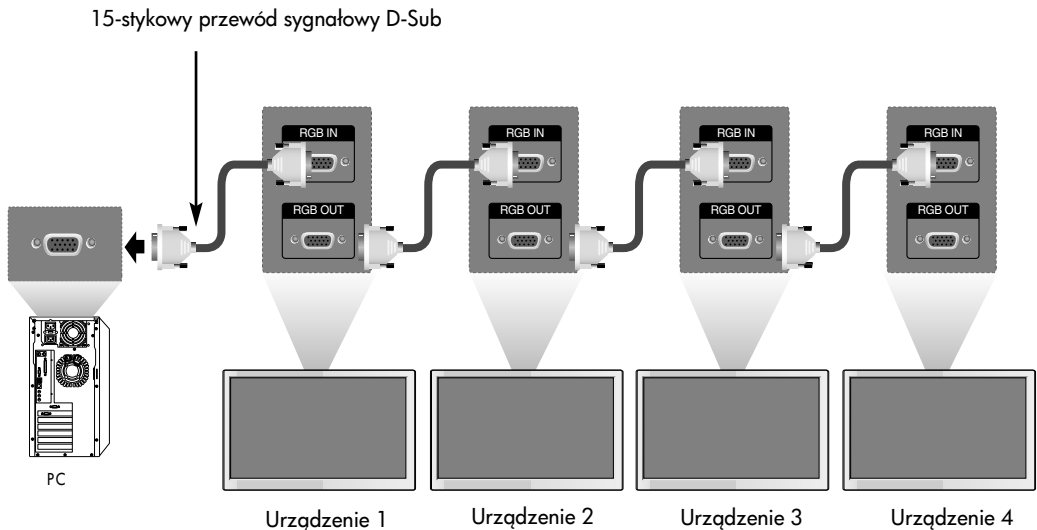 15-stykowy przewód sygnałowy D-Sub
RGB IN
RGB IN
RGB IN
RGB IN
RGB OUT
RGB OUT
RGB OUT
RGB OUT
PC
Urządzenie 1
Urządzenie 2
Urządzenie 3
Urządzenie 4